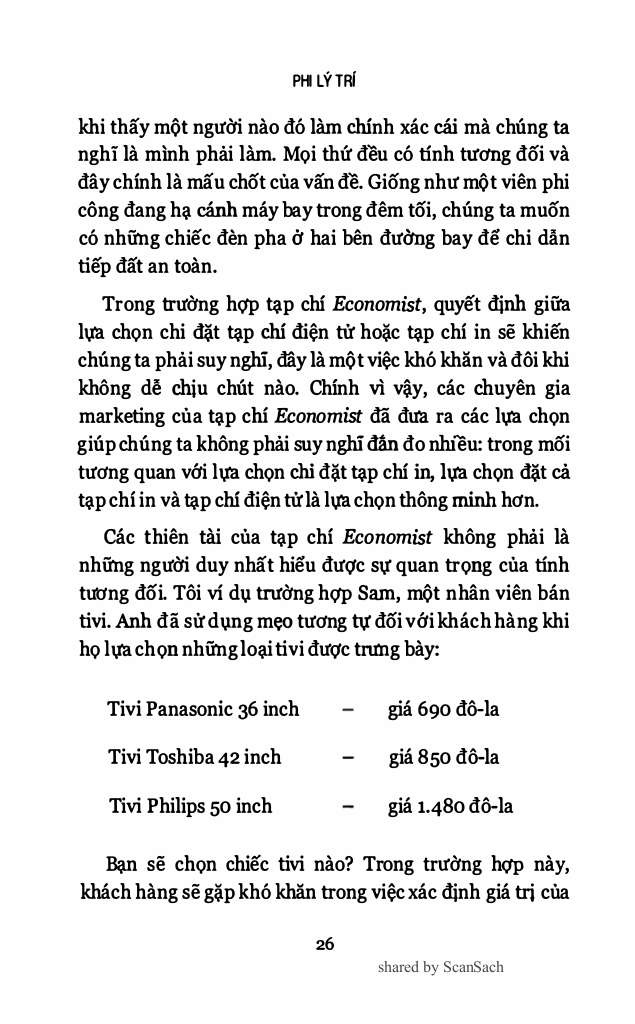 PHI LÝ TRÍ
khi thấy một người nào đó làm chính xác cái mà chúng ta
nghĩ là mình phải làm. Mọi thứ đều có tính tương đối và
đây chính là mấu chốt của vấn đề. Giống như một viên phi
công đang hạ cánh máy bay trong đêm tối, chúng ta muốn
có những chiếc đèn pha ở hai bên đường bay để chi dẫn
tiếp đất an toàn.
Trong trường hợp tạp chí Economist, quyết định giữa
lựa chọn chi đặt tạp chí điện tử hoặc tạp chí in sẽ khiến
chúng ta phải suy nghĩ, đây là một việc khó khăn và đôi khi
không dễ chịu chút nào. Chính vì vậy, các chuyên gia
marketing của tạp chí Economist đã đưa ra các lựa chọn
giúp chúng ta không phải suy nghĩ đắn đo nhiều: trong mối
tương quan với lựa chọn chỉ đặt tạp chí in, lựa chọn đặt cả
tạp chí in và tạp chí điện tử là lựa chọn thông minh hơn.
Các thiên tài của tạp chí Economist không phải là
những người duy nhất hiểu được sự quan trọng của tính
tương đối. Tôi ví dụ trường hợp Sam, một nhân viên bán
tivi. Anh đã sử dụng mẹo tương tự đối với khách hàng khi
họ lựa chọn những loại tivi được trưng bày:
Tivi Panasonic 36 inch – giá 690 đô-la
Tivi Toshiba 42 inch – giá 850 đô-la
Tivi Philips 50 inch – giá 1.480 đô-la
Bạn sẽ chọn chiếc tivi nào? Trong trường hợp này,
khách hàng sẽ gặp khó khăn trong việc xác định giá trị của
26
shared by ScanSach